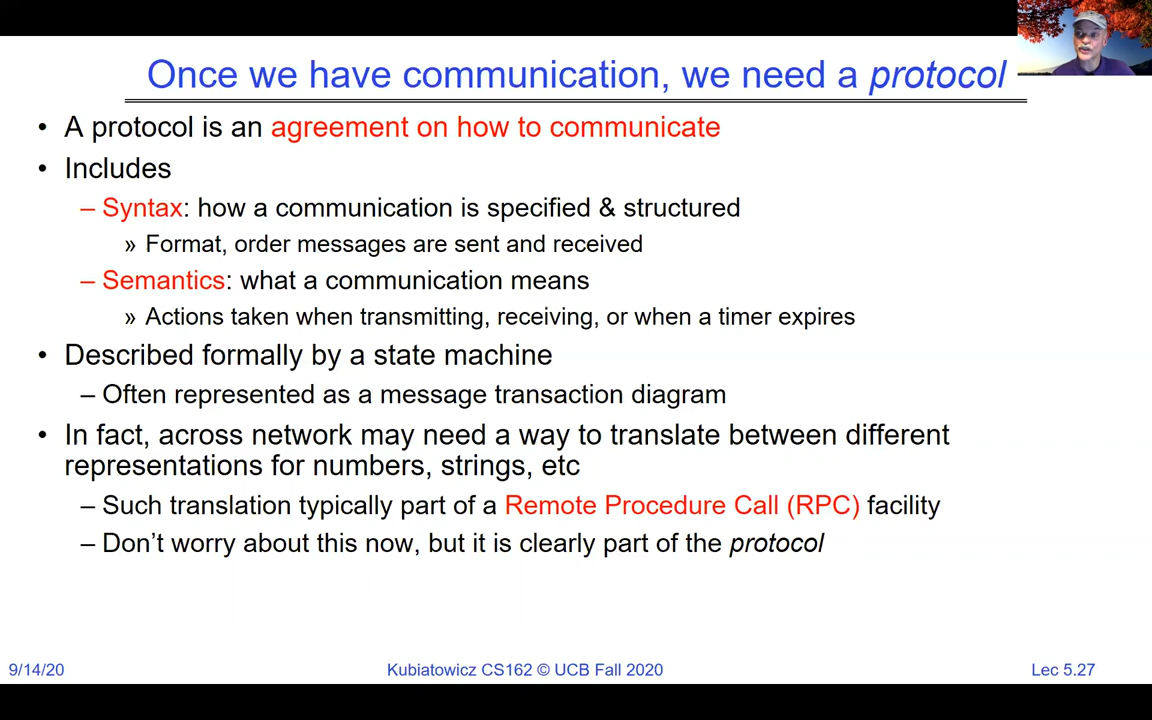 Once we have communication, we need a protocol
• A protocol is an agreement on how to communicate
• Includes
– Syntax: how a communication is specified & structured
» Format, order messages are sent and received
– Semantics: what a communication means
» Actions taken when transmitting, receiving, or when a timer expires
• Described formally by a state machine
– Often represented as a message transaction diagram
• In fact, across network may need a way to translate between different
representations for numbers, strings, etc
– Such translation typically part of a Remote Procedure Call (RPC) facility
– Don’t worry about this now, but it is clearly part of the protocol
9/14/20 Kubiatowicz CS162 © UCB Fall 2020 Lec 5.27